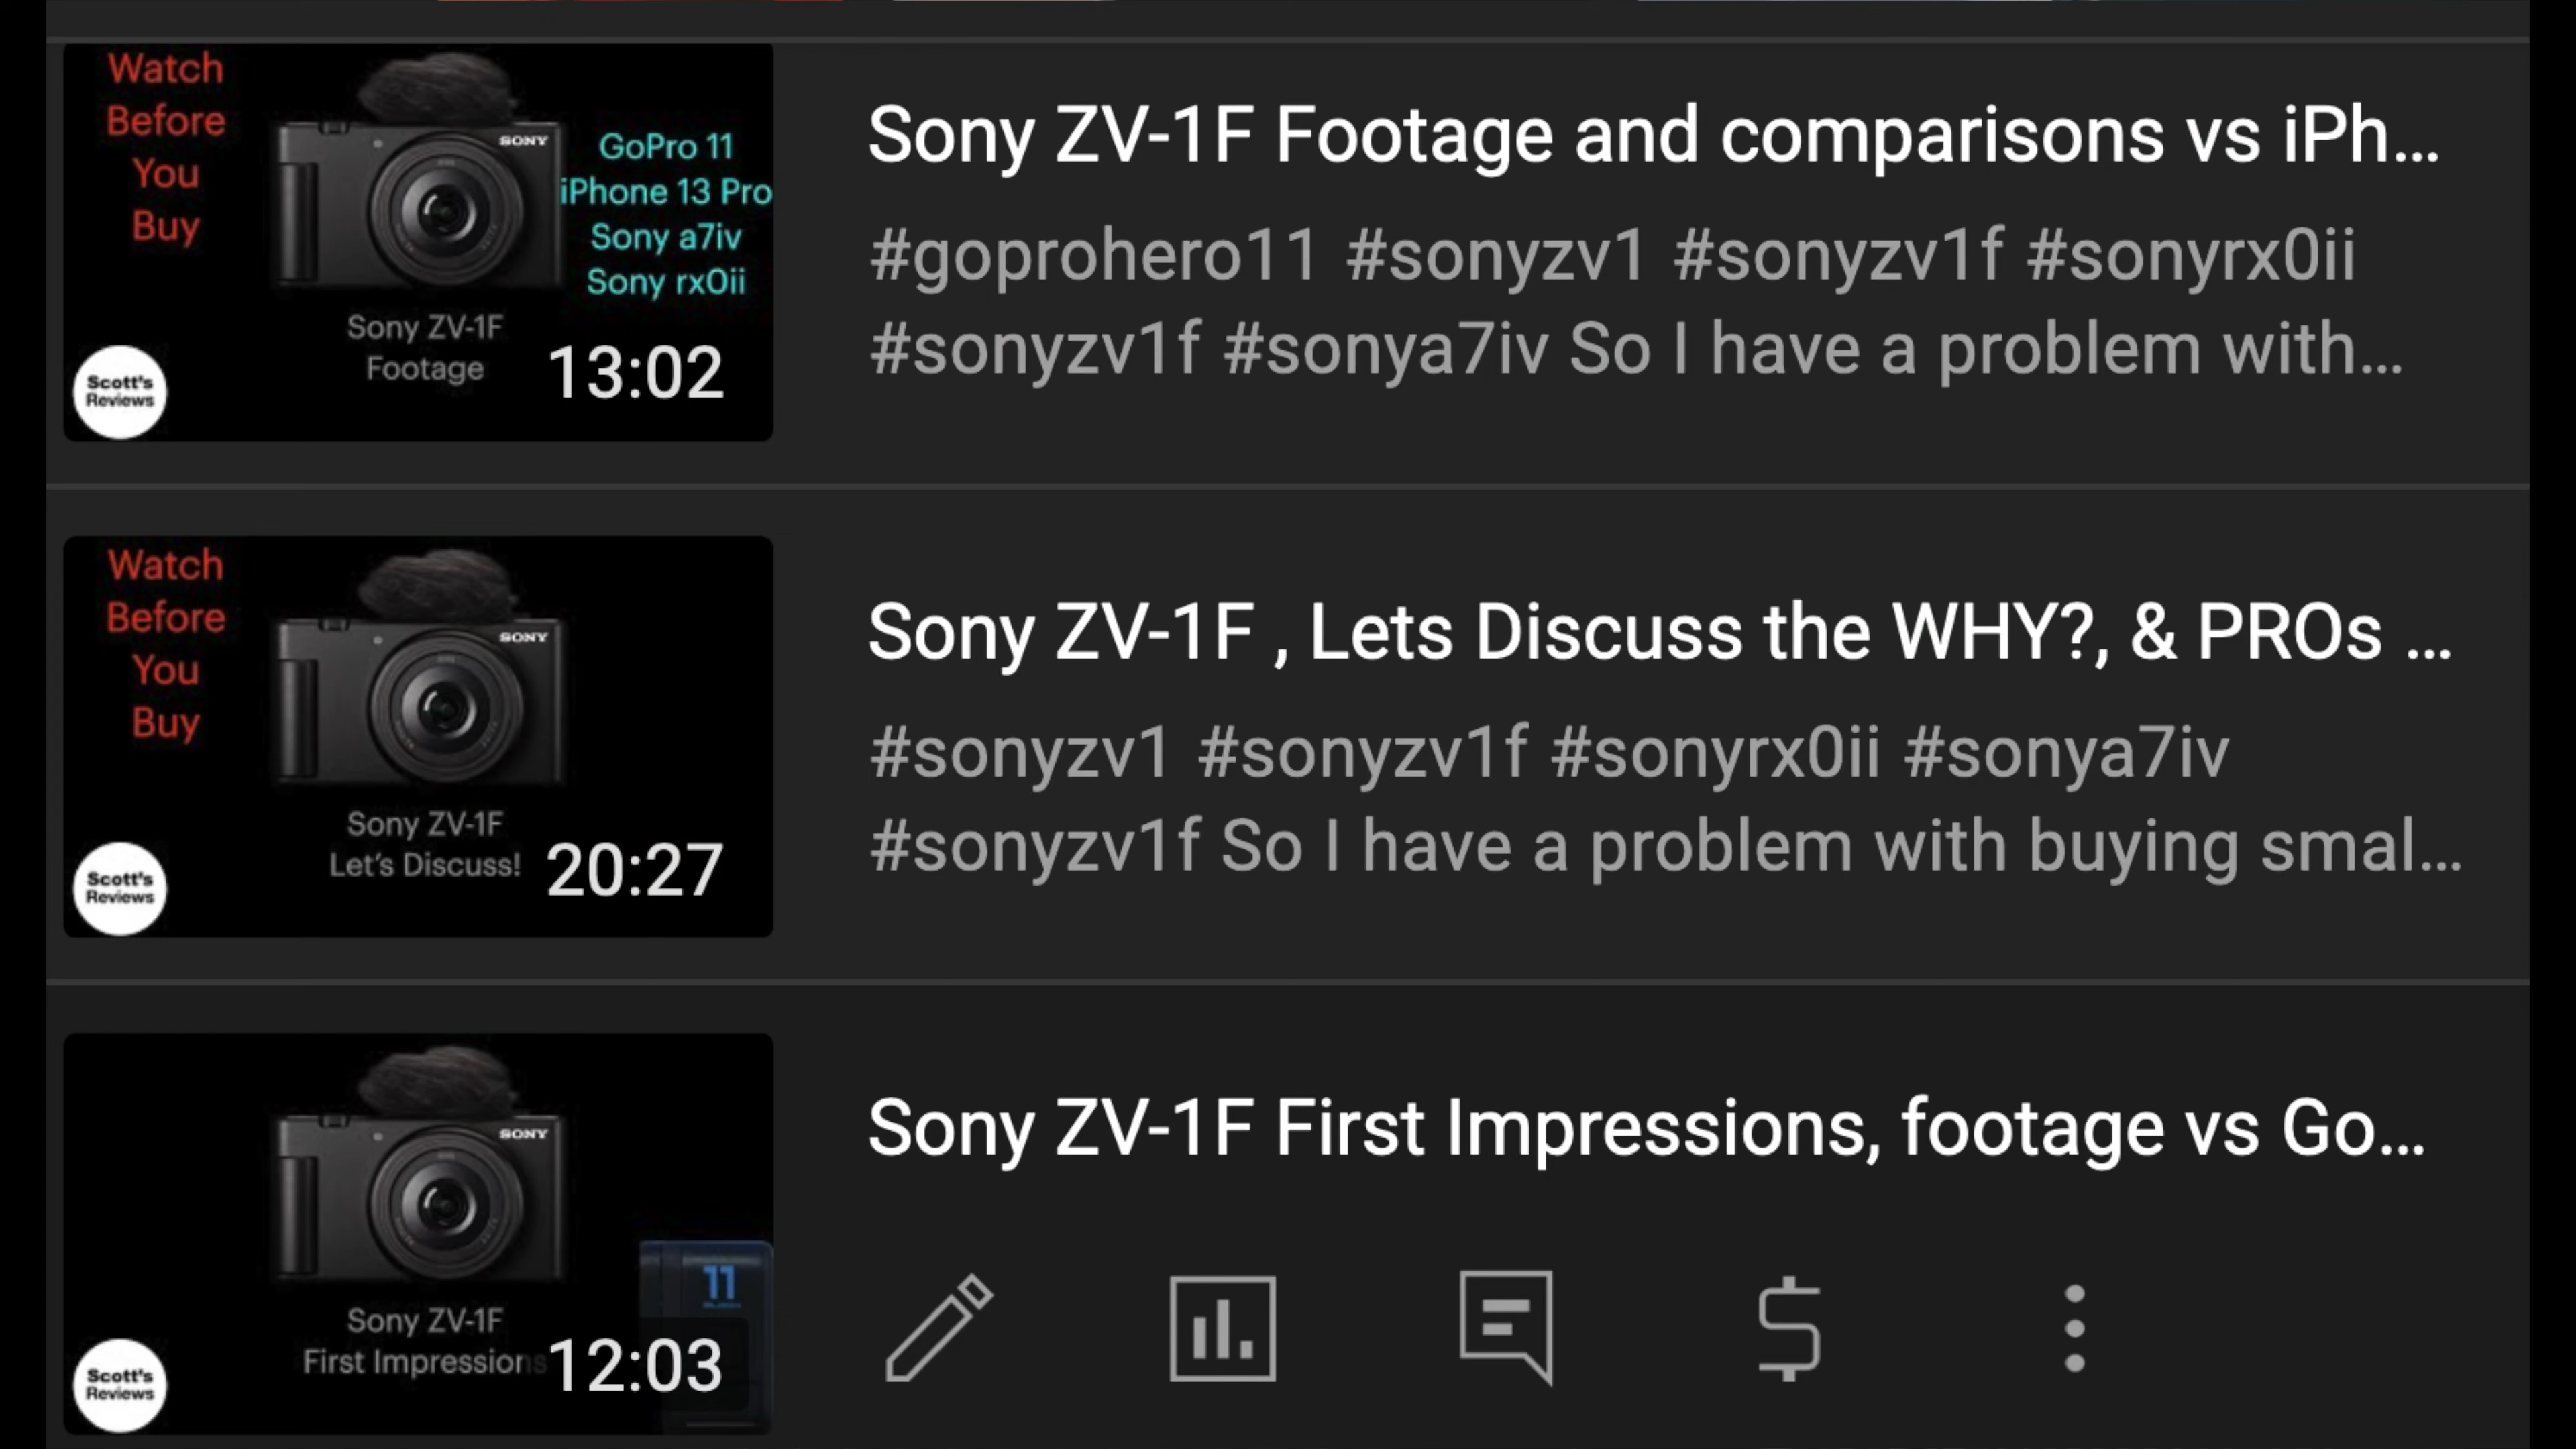 Watch
Before
You
Buy
SONY
GoPro 11
iPhone 13 Pro
Sony a7iv
Sony rx0ii
Sony ZV-1F
Footage
13:02
Scott's
Reviews
Sony ZV-1F Footage and comparisons vs iPh...
#goprohero11 #sonyzv1 #sonyzv1f #sonyrx0ii
#sonyzv1f #sonya7iv So I have a problem with...
Watch
Before
You
Buy
SONY
Sony ZV-1F
Let's Discuss!
20:27
Scott's
Reviews
Sony ZV-1F , Lets Discuss the WHY?, & PROs ...
#sonyzv1 #sonyzv1f #sonyrx0ii #sonya7iv
#sonyzv1f So I have a problem with buying smal...
SONY
11
Sony ZV-1F
First Impressions
12:03
Scott's
Reviews
Sony ZV-1F First Impressions, footage vs Go...